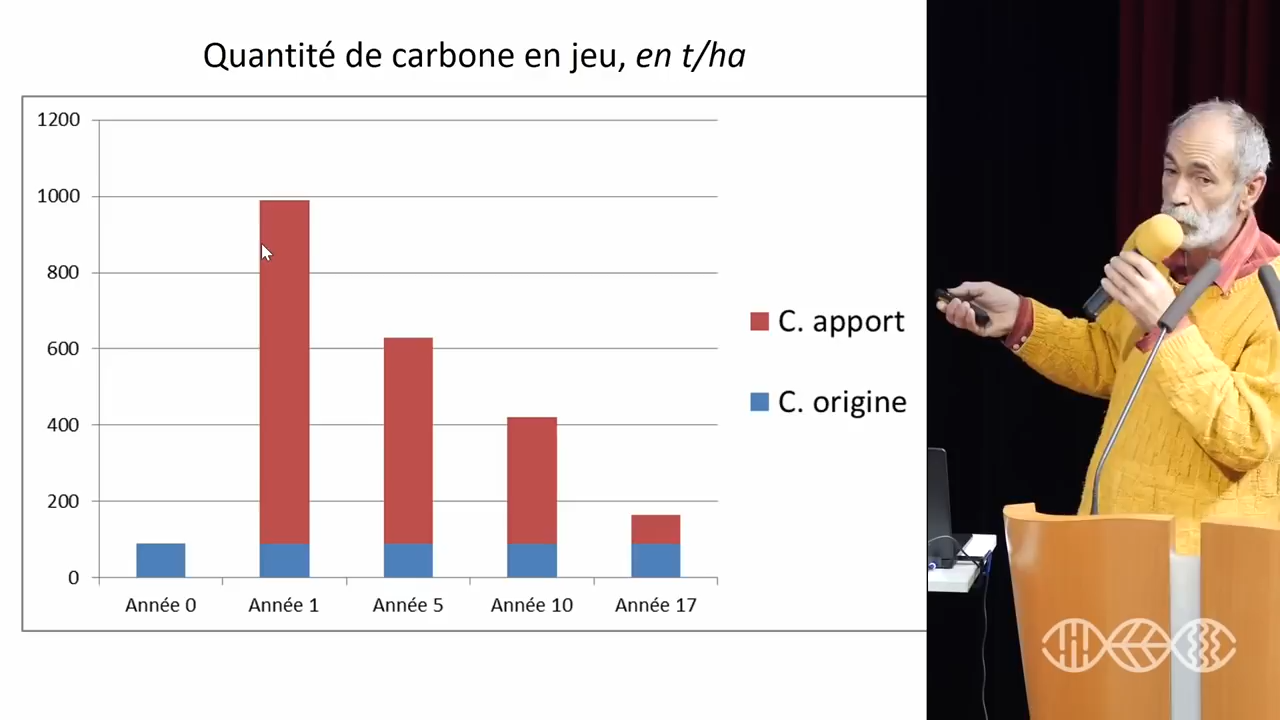 Quantité de carbone en jeu, en t/ha
1200
1000
800
600
400
200
0
Année 0
Année 1
Année 5
Année 10
Année 17
C. apport
C. origine